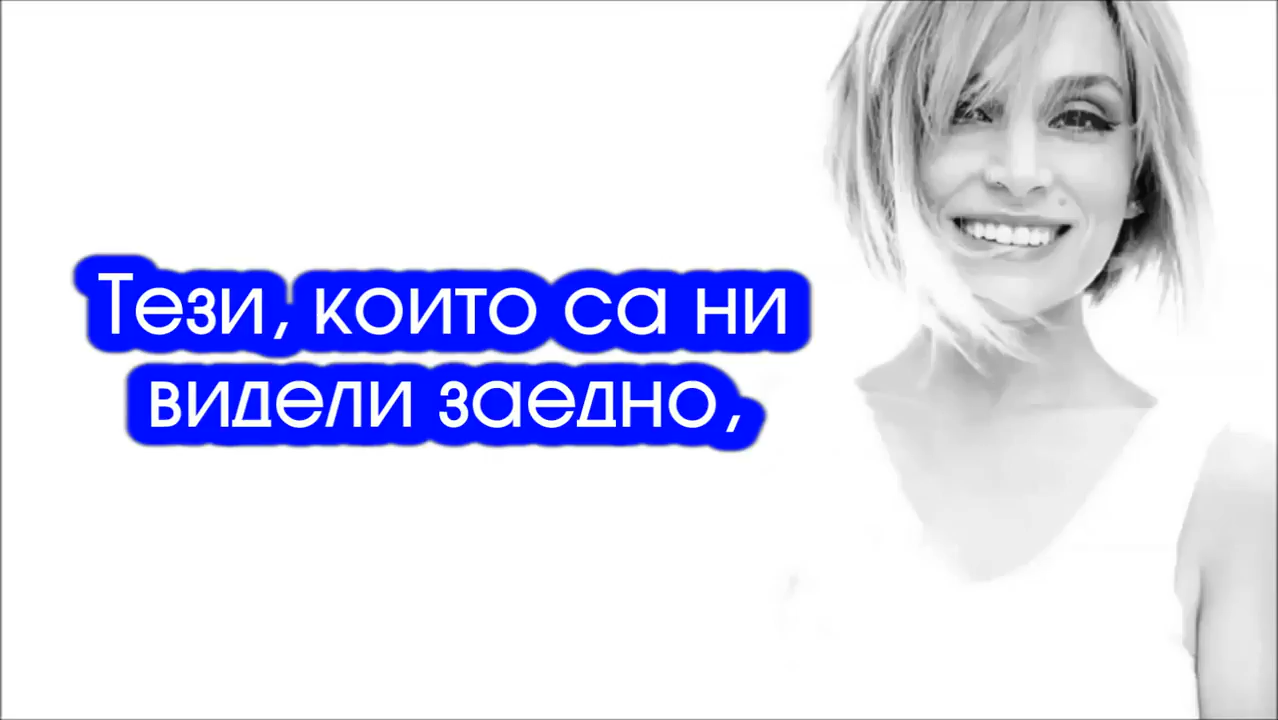 Тези, които са ни
видели заедно,